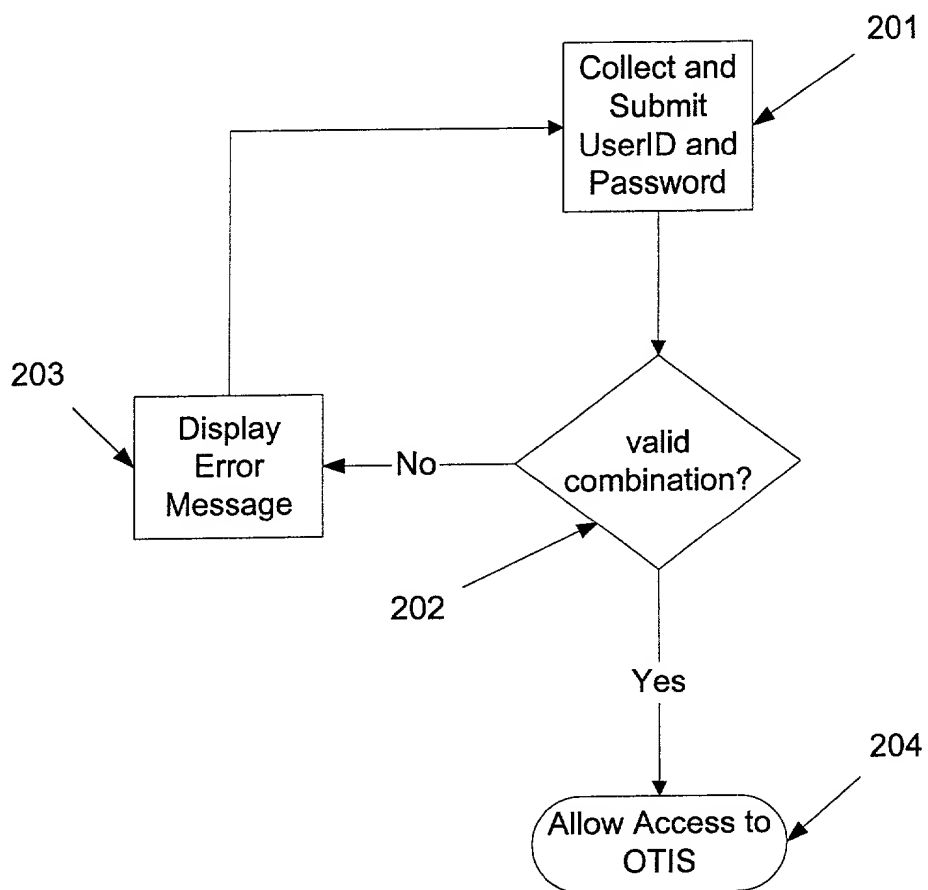 201
Collect and
Submit
UserID and
Password
203
Display
Error
Message
No
valid
combination?
202
Yes
204
Allow Access to
OTIS